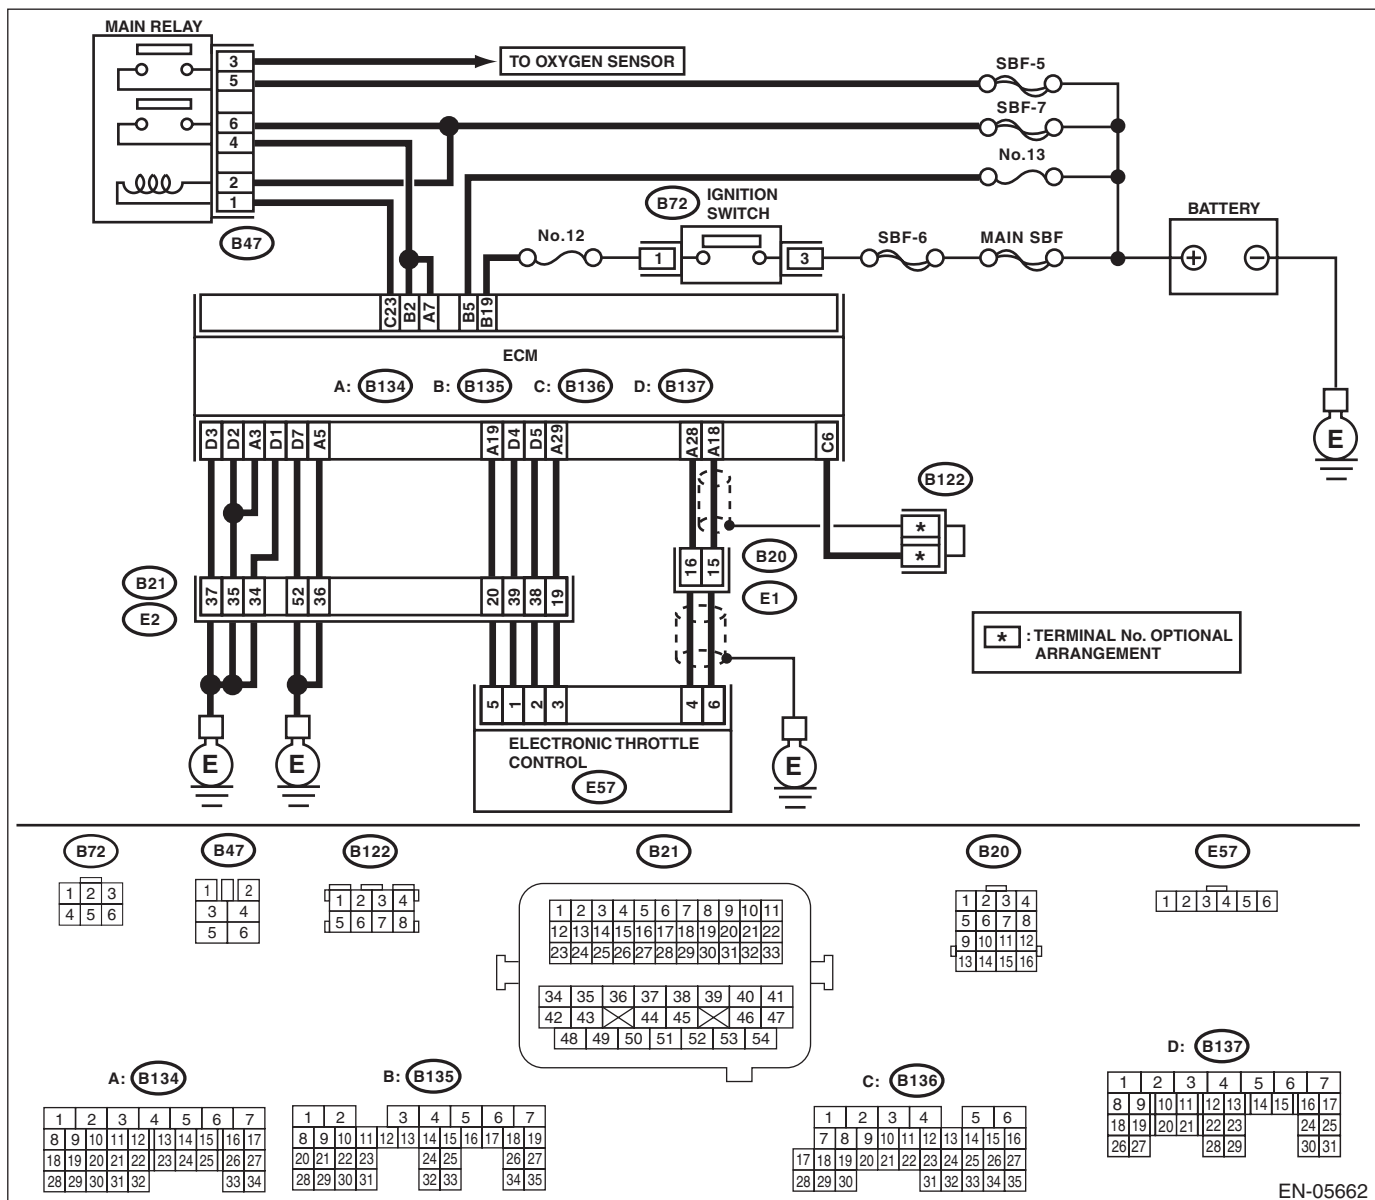 MAIN RELAY
3
TO OXYGEN SENSOR
5
SBF-5
6
SBF-7
4
No.13
2
1
B47
B72
IGNITION
SWITCH
No.12
1
3
SBF-6
MAIN SBF
BATTERY
+
−
C23 B2 A7 B5 B19
ECM
A: B134 B: B135 C: B136 D: B137
D3 D2 A3 D1 D7 A5 A19 D4 D5 A29 A28 A18 C6
E
B122
*
*
16 15
B20
E1
B21
E2
37 35 34 52 36 20 39 38 19
* : TERMINAL No. OPTIONAL
ARRANGEMENT
5 1 2 3 4 6
E
E
ELECTRONIC THROTTLE
CONTROL
E57
E
B72
1 2 3
4 5 6
B47
1 2
3 4
5 6
B122
1 2 3 4
5 6 7 8
B21
1 2 3 4 5 6 7 8 9 10 11
12 13 14 15 16 17 18 19 20 21 22
23 24 25 26 27 28 29 30 31 32 33
34 35 36 37 38 39 40 41
42 43 44 45 46 47
48 49 50 51 52 53 54
B20
1 2 3 4
5 6 7 8
9 10 11 12
13 14 15 16
E57
1 2 3 4 5 6
A: B134
1 2 3 4 5 6 7
8 9 10 11 12 13 14 15 16 17
18 19 20 21 22 23 24 25 26 27
28 29 30 31 32 33 34
B: B135
1 2 3 4 5 6 7
8 9 10 11 12 13 14 15 16 17 18 19
20 21 22 23 24 25 26 27
28 29 30 31 32 33 34 35
C: B136
1 2 3 4 5 6
7 8 9 10 11 12 13 14 15 16
17 18 19 20 21 22 23 24 25 26 27
28 29 30 31 32 33 34 35
D: B137
1 2 3 4 5 6 7
8 9 10 11 12 13 14 15 16 17
18 19 20 21 22 23 24 25
26 27 28 29 30 31
EN-05662